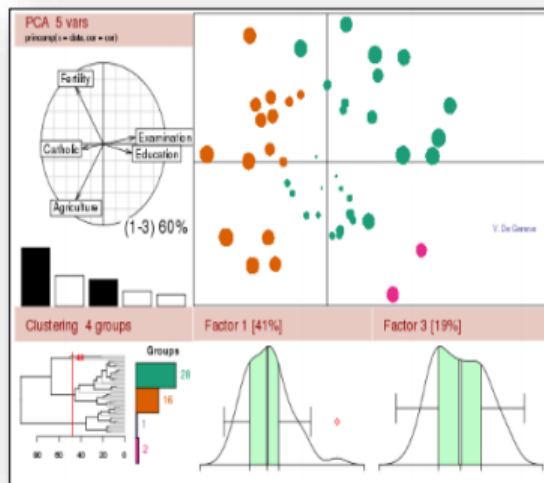 PCA 5 vars
princomp(x = data, cor = cor)
Fertility
Examination
Catholic
Education
Agriculture
(1-3) 60%
V. De Geneve
Clustering 4 groups
Factor 1 [41%]
Factor 3 [19%]
Groups
28
16
1
2
80 60 40 20 0